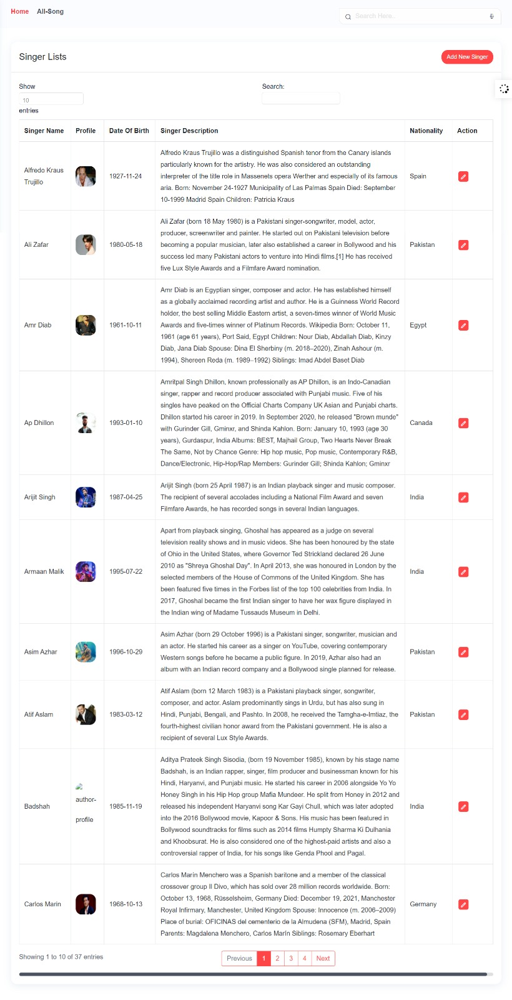 Home All-Song
Search Here..
Singer Lists
Add New Singer
Show
10
entries
Search:
Singer Name Profile Date Of Birth Singer Description Nationality Action
Alfredo Kraus
Trujillo
1927-11-24
Alfredo Kraus Trujillo was a distinguished Spanish tenor from the Canary islands
particularly known for the artistry. He was also considered an outstanding
interpreter of the title role in Massenets opera Werther and especially of its famous
aria. Born: November 24-1927 Municipality of Las Palmas Spain Died: September
10-1999 Madrid Spain Children: Patricia Kraus
Spain
Ali Zafar
1980-05-18
Ali Zafar (born 18 May 1980) is a Pakistani singer-songwriter, model, actor,
producer, screenwriter and painter. He started out on Pakistani television before
becoming a popular musician, later also established a career in Bollywood and his
success led many Pakistani actors to venture into Hindi films.[1] He has received
five Lux Style Awards and a Filmfare Award nomination.
Pakistan
Amr Diab
1961-10-11
Amr Diab is an Egyptian singer, composer and actor. He has established himself
as a globally acclaimed recording artist and author. He is a Guinness World Record
holder, the best selling Middle Eastern artist, a seven-times winner of World Music
Awards and five-times winner of Platinum Records. Wikipedia Born: October 11,
1961 (age 61 years), Port Said, Egypt Children: Nour Diab, Abdallah Diab, Kinzy
Diab, Jana Diab Spouse: Dina El Sherbiny (m. 2018–2020), Zinah Ashour (m.
1994), Shereen Reda (m. 1989–1992) Siblings: Imad Abdel Baset Diab
Egypt
Ap Dhillon
1993-01-10
Amritpal Singh Dhillon, known professionally as AP Dhillon, is an Indo-Canadian
singer, rapper and record producer associated with Punjabi music. Five of his
singles have peaked on the Official Charts Company UK Asian and Punjabi charts.
Dhillon started his career in 2019. In September 2020, he released "Brown munde"
with Gurinder Gill, Gminxr, and Shinda Kahlon. Born: January 10, 1993 (age 30
years), Gurdaspur, India Albums: BEST, Majhail Group, Two Hearts Never Break
The Same, Not by Chance Genre: Hip hop music, Pop music, Contemporary R&B,
Dance/Electronic, Hip-Hop/Rap Members: Gurinder Gill; Shinda Kahlon; Gminxr
Canada
Arijit Singh
1987-04-25
Arijit Singh (born 25 April 1987) is an Indian playback singer and music composer.
The recipient of several accolades including a National Film Award and seven
Filmfare Awards, he has recorded songs in several Indian languages.
India
Armaan Malik
1995-07-22
Apart from playback singing, Ghoshal has appeared as a judge on several
television reality shows and in music videos. She has been honoured by the state
of Ohio in the United States, where Governor Ted Strickland declared 26 June
2010 as "Shreya Ghoshal Day". In April 2013, she was honoured in London by the
selected members of the House of Commons of the United Kingdom. She has
been featured five times in the Forbes list of the top 100 celebrities from India. In
2017, Ghoshal became the first Indian singer to have her wax figure displayed in
the Indian wing of Madame Tussauds Museum in Delhi.
India
Asim Azhar
1996-10-29
Asim Azhar (born 29 October 1996) is a Pakistani singer, songwriter, musician and
an actor. He started his career as a singer on YouTube, covering contemporary
Western songs before he became a public figure. In 2019, Azhar also had an
album with an Indian record company and a Bollywood single planned for release.
Pakistan
Atif Aslam
1983-03-12
Atif Aslam (born 12 March 1983) is a Pakistani playback singer, songwriter,
composer, and actor. Aslam predominantly sings in Urdu, but has also sung in
Hindi, Punjabi, Bengali, and Pashto. In 2008, he received the Tamgha-e-Imtiaz, the
fourth-highest civilian honor award from the Pakistani government. He is also a
recipient of several Lux Style Awards.
Pakistan
Badshah
author-
profile
1985-11-19
Aditya Prateek Singh Sisodia, (born 19 November 1985), known by his stage name
Badshah, is an Indian rapper, singer, film producer and businessman known for his
Hindi, Haryanvi, and Punjabi music. He started his career in 2006 alongside Yo Yo
Honey Singh in his Hip Hop group Mafia Mundeer. He split from Honey in 2012 and
released his independent Haryanvi song Kar Gayi Chull, which was later adopted
into the 2016 Bollywood movie, Kapoor & Sons. His music has been featured in
Bollywood soundtracks for films such as 2014 films Humpty Sharma Ki Dulhania
and Khoobsurat. He is also considered one of the highest-paid artists and also a
controversial rapper of India, for his songs like Genda Phool and Pagal.
India
Carlos Marin
1968-10-13
Carlos Marín Menchero was a Spanish baritone and a member of the classical
crossover group Il Divo, which has sold over 28 million records worldwide. Born:
October 13, 1968, Rüsselsheim, Germany Died: December 19, 2021, Manchester
Royal Infirmary, Manchester, United Kingdom Spouse: Innocence (m. 2006–2009)
Place of burial: OFICINAS del cementerio de la Almudena (SFM), Madrid, Spain
Parents: Magdalena Menchero, Carlos Marín Siblings: Rosemary Eberhart
Germany
Showing 1 to 10 of 37 entries
Previous 1 2 3 4 Next